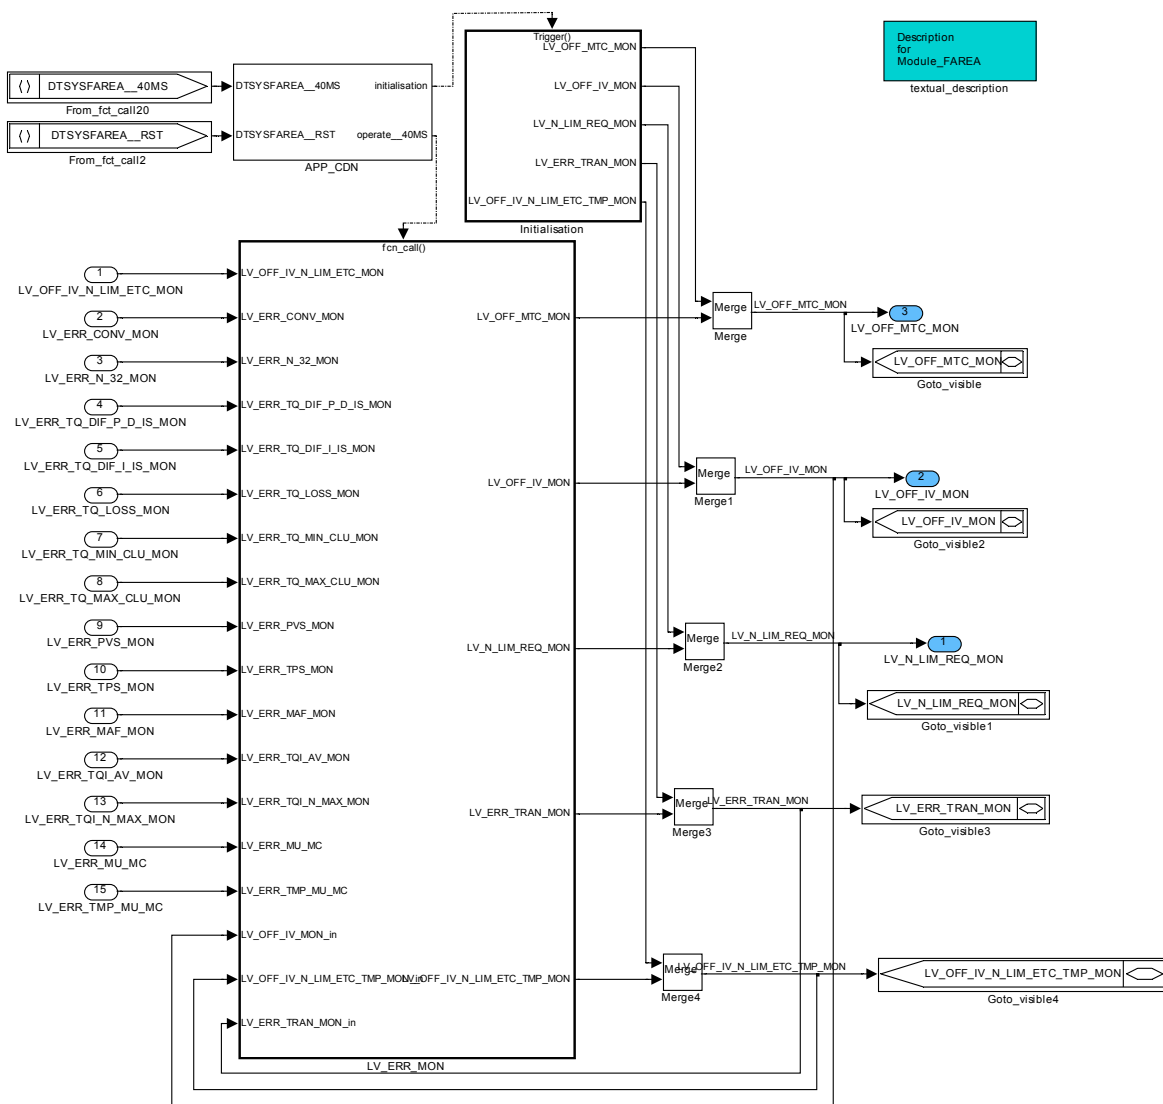 Description
for
Module_FAREA
textual_description
DTSYSFAREA__40MS
From_fct_call20
DTSYSFAREA__RST
From_fct_call2
DTSYSFAREA__40MS
initialisation
DTSYSFAREA__RST
operate__40MS
APP_CDN
Trigger()
LV_OFF_MTC_MON
LV_OFF_IV_MON
LV_N_LIM_REQ_MON
LV_ERR_TRAN_MON
LV_OFF_IV_N_LIM_ETC_TMP_MON
Initialisation
fcn_call()
1
LV_OFF_IV_N_LIM_ETC_MON
2
LV_ERR_CONV_MON
3
LV_ERR_N_32_MON
4
LV_ERR_TQ_DIF_P_D_IS_MON
5
LV_ERR_TQ_DIF_I_IS_MON
6
LV_ERR_TQ_LOSS_MON
7
LV_ERR_TQ_MIN_CLU_MON
8
LV_ERR_TQ_MAX_CLU_MON
9
LV_ERR_PVS_MON
10
LV_ERR_TPS_MON
11
LV_ERR_MAF_MON
12
LV_ERR_TQI_AV_MON
13
LV_ERR_TQI_N_MAX_MON
14
LV_ERR_MU_MC
15
LV_ERR_TMP_MU_MC
LV_OFF_IV_N_LIM_ETC_MON
LV_ERR_CONV_MON
LV_ERR_N_32_MON
LV_ERR_TQ_DIF_P_D_IS_MON
LV_ERR_TQ_DIF_I_IS_MON
LV_ERR_TQ_LOSS_MON
LV_ERR_TQ_MIN_CLU_MON
LV_ERR_TQ_MAX_CLU_MON
LV_ERR_PVS_MON
LV_ERR_TPS_MON
LV_ERR_MAF_MON
LV_ERR_TQI_AV_MON
LV_ERR_TQI_N_MAX_MON
LV_ERR_MU_MC
LV_ERR_TMP_MU_MC
LV_OFF_IV_MON_in
LV_OFF_IV_N_LIM_ETC_TMP_MON_in
LV_ERR_TRAN_MON_in
LV_OFF_MTC_MON
LV_OFF_IV_MON
LV_N_LIM_REQ_MON
LV_ERR_TRAN_MON
LV_OFF_IV_N_LIM_ETC_TMP_MON
LV_ERR_MON
Merge
Merge
LV_OFF_MTC_MON
3
LV_OFF_MTC_MON
LV_OFF_MTC_MON
Goto_visible
Merge
Merge1
LV_OFF_IV_MON
2
LV_OFF_IV_MON
LV_OFF_IV_MON
Goto_visible2
Merge
Merge2
LV_N_LIM_REQ_MON
1
LV_N_LIM_REQ_MON
LV_N_LIM_REQ_MON
Goto_visible1
Merge
Merge3
LV_ERR_TRAN_MON
LV_ERR_TRAN_MON
Goto_visible3
Merge
Merge4
LV_OFF_IV_N_LIM_ETC_TMP_MON
LV_OFF_IV_N_LIM_ETC_TMP_MON
Goto_visible4